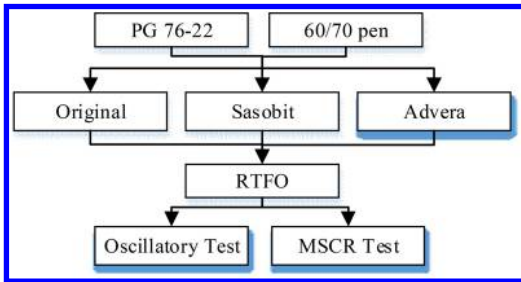 PG 76-22
60/70 pen
Original
Sasobit
Advera
RTFO
Oscillatory Test
MSCR Test